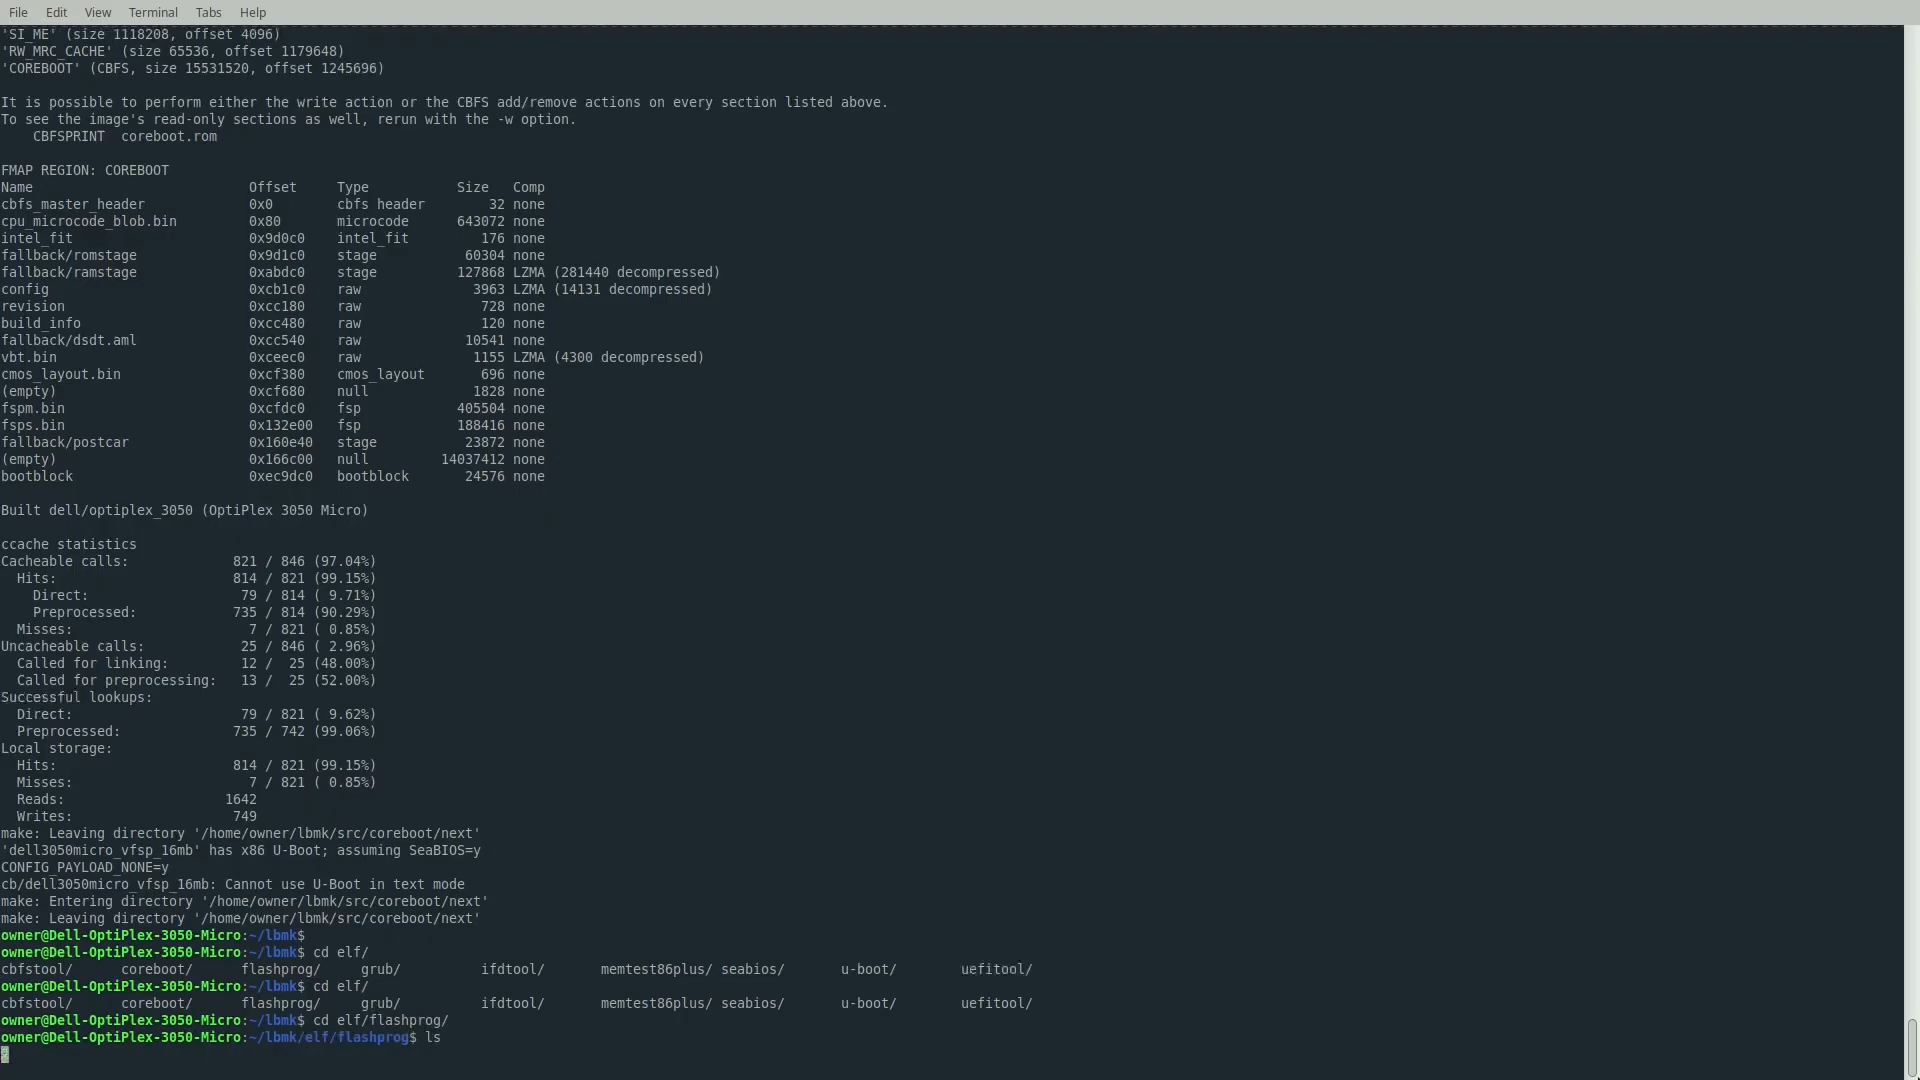 File Edit View Terminal Tabs Help
'SI_ME' (size 1118208, offset 4096)
'RW_MRC_CACHE' (size 65536, offset 1179648)
'COREBOOT' (CBFS, size 15531520, offset 1245696)
It is possible to perform either the write action or the CBFS add/remove actions on every section listed above.
To see the image's read-only sections as well, rerun with the -w option.
    CBFSPRINT  coreboot.rom
FMAP REGION: COREBOOT
Name                           Offset     Type           Size   Comp
cbfs_master_header             0x0        cbfs header        32 none
cpu_microcode_blob.bin         0x80       microcode      643072 none
intel_fit                      0x9d0c0    intel_fit         176 none
fallback/romstage              0x9d1c0    stage           60304 none
fallback/ramstage              0xabdc0    stage          127868 LZMA (281440 decompressed)
config                         0xcb1c0    raw              3963 LZMA (14131 decompressed)
revision                       0xcc180    raw               728 none
build_info                     0xcc480    raw               120 none
fallback/dsdt.aml              0xcc540    raw             10541 none
vbt.bin                        0xceec0    raw              1155 LZMA (4300 decompressed)
cmos_layout.bin                0xcf380    cmos_layout       696 none
(empty)                        0xcf680    null             1828 none
fspm.bin                       0xcfdc0    fsp            405504 none
fsps.bin                       0x132e00   fsp            188416 none
fallback/postcar               0x160e40   stage           23872 none
(empty)                        0x166c00   null         14037412 none
bootblock                      0xec9dc0   bootblock       24576 none
Built dell/optiplex_3050 (OptiPlex 3050 Micro)
ccache statistics
Cacheable calls:             821 / 846 (97.04%)
  Hits:                      814 / 821 (99.15%)
    Direct:                   79 / 814 ( 9.71%)
    Preprocessed:            735 / 814 (90.29%)
  Misses:                      7 / 821 ( 0.85%)
Uncacheable calls:            25 / 846 ( 2.96%)
  Called for linking:         12 /  25 (48.00%)
  Called for preprocessing:   13 /  25 (52.00%)
Successful lookups:
  Direct:                     79 / 821 ( 9.62%)
  Preprocessed:              735 / 742 (99.06%)
Local storage:
  Hits:                      814 / 821 (99.15%)
  Misses:                      7 / 821 ( 0.85%)
  Reads:                    1642
  Writes:                    749
make: Leaving directory '/home/owner/lbmk/src/coreboot/next'
'dell3050micro_vfsp_16mb' has x86 U-Boot; assuming SeaBIOS=y
CONFIG_PAYLOAD_NONE=y
cb/dell3050micro_vfsp_16mb: Cannot use U-Boot in text mode
make: Entering directory '/home/owner/lbmk/src/coreboot/next'
make: Leaving directory '/home/owner/lbmk/src/coreboot/next'
owner@Dell-OptiPlex-3050-Micro:~/lbmk$
owner@Dell-OptiPlex-3050-Micro:~/lbmk$ cd elf/
cbfstool/      coreboot/      flashprog/     grub/          ifdtool/       memtest86plus/ seabios/       u-boot/        uefitool/
owner@Dell-OptiPlex-3050-Micro:~/lbmk$ cd elf/
cbfstool/      coreboot/      flashprog/     grub/          ifdtool/       memtest86plus/ seabios/       u-boot/        uefitool/
owner@Dell-OptiPlex-3050-Micro:~/lbmk$ cd elf/flashprog/
owner@Dell-OptiPlex-3050-Micro:~/lbmk/elf/flashprog$ ls